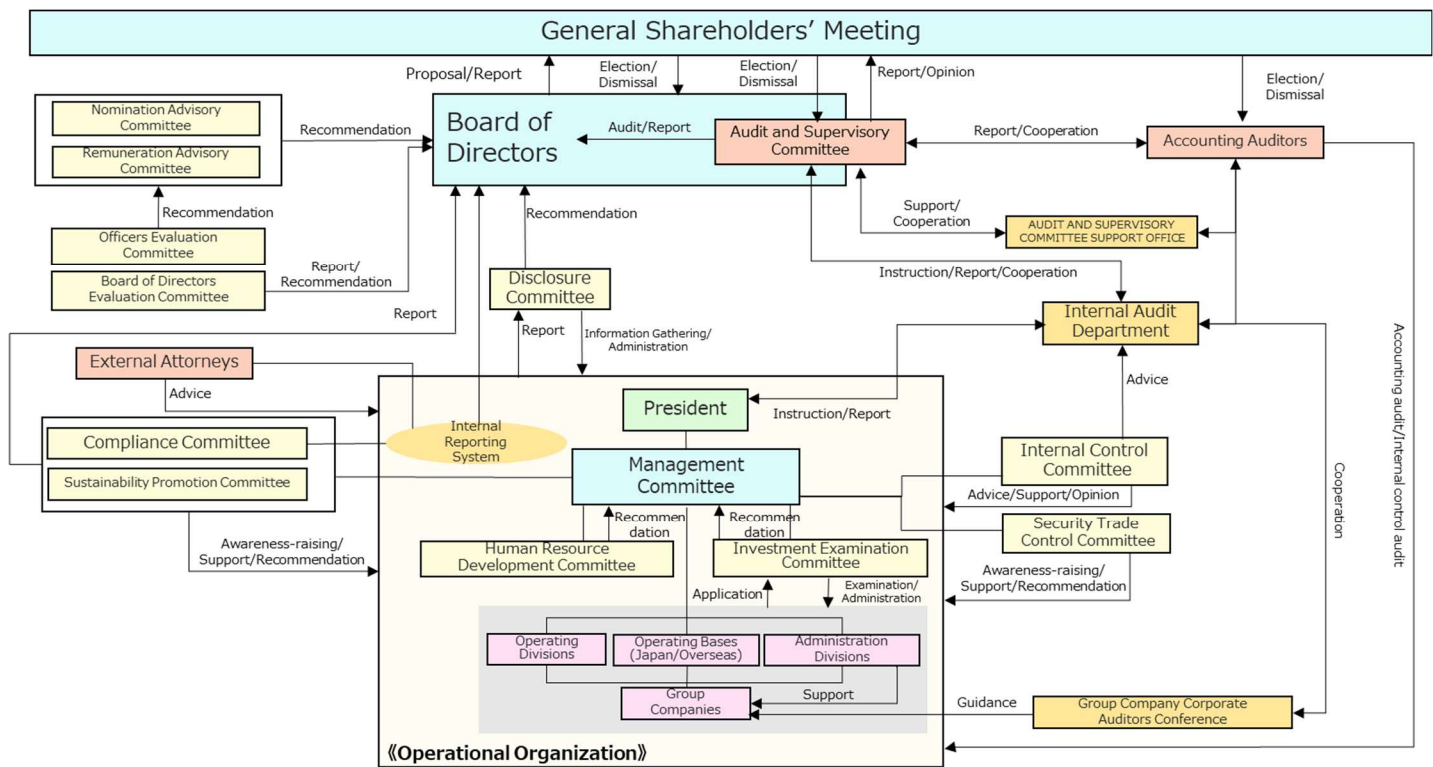 General Shareholders’ Meeting
Proposal/Report
Election/
Dismissal
Election/
Dismissal
Report/Opinion
Election/
Dismissal
Nomination Advisory
Committee
Remuneration Advisory
Committee
Recommendation
Board of
Directors
Audit/Report
Audit and Supervisory
Committee
Report/Cooperation
Accounting Auditors
Recommendation
Officers Evaluation
Committee
Board of Directors
Evaluation Committee
Report/
Recommendation
Recommendation
Support/
Cooperation
AUDIT AND SUPERVISORY
COMMITTEE SUPPORT OFFICE
Instruction/Report/Cooperation
Disclosure
Committee
Report
Report
Information Gathering/
Administration
Internal Audit
Department
External Attorneys
Advice
President
Instruction/Report
Advice
Accounting audit/Internal control audit
Cooperation
Compliance Committee
Sustainability Promotion Committee
Internal
Reporting
System
Management
Committee
Internal Control
Committee
Advice/Support/Opinion
Security Trade
Control Committee
Recommen
dation
Recommen
dation
Human Resource
Development Committee
Investment Examination
Committee
Awareness-raising/
Support/Recommendation
Awareness-raising/
Support/Recommendation
Application
Examination/
Administration
Operating
Divisions
Operating Bases
(Japan/Overseas)
Administration
Divisions
Group
Companies
Support
Guidance
Group Company Corporate
Auditors Conference
《Operational Organization》